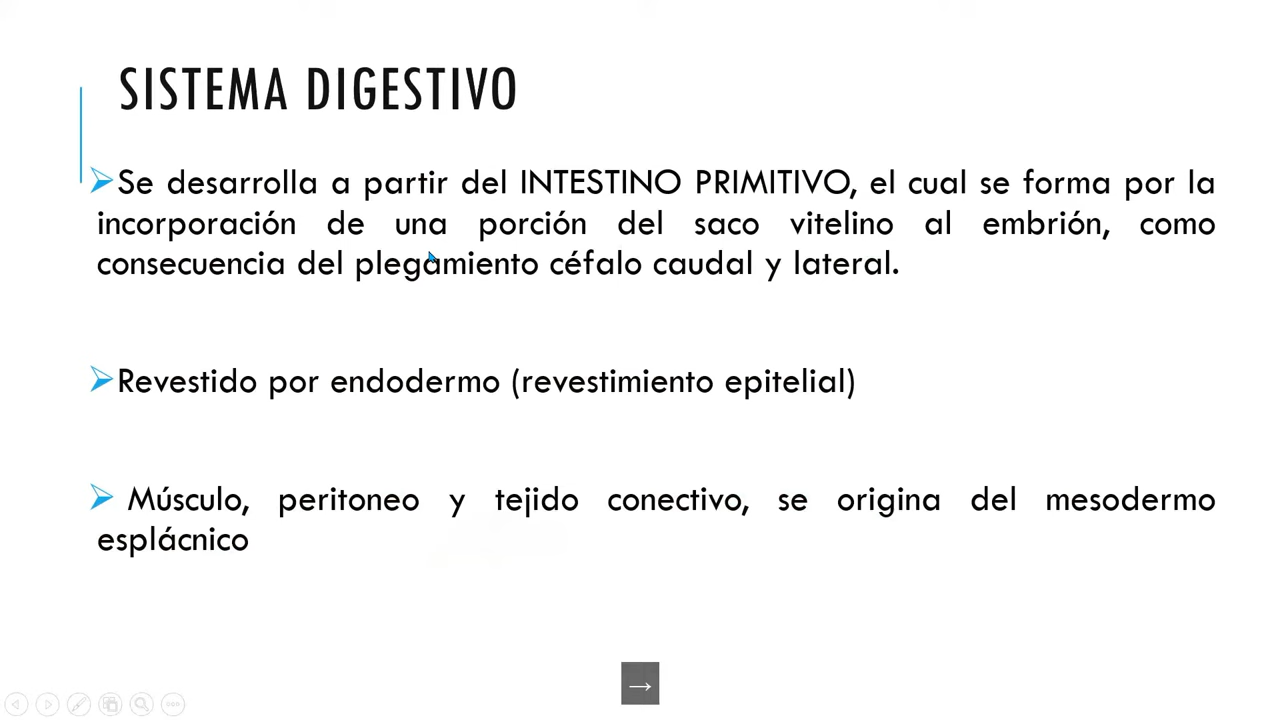 SISTEMA DIGESTIVO
Se desarrolla a partir del INTESTINO PRIMITIVO, el cual se forma por la
incorporación de una porción del saco vitelino al embrión, como
consecuencia del plegamiento céfalo caudal y lateral.
Revestido por endodermo (revestimiento epitelial)
Músculo, peritoneo y tejido conectivo, se origina del mesodermo
esplácnico